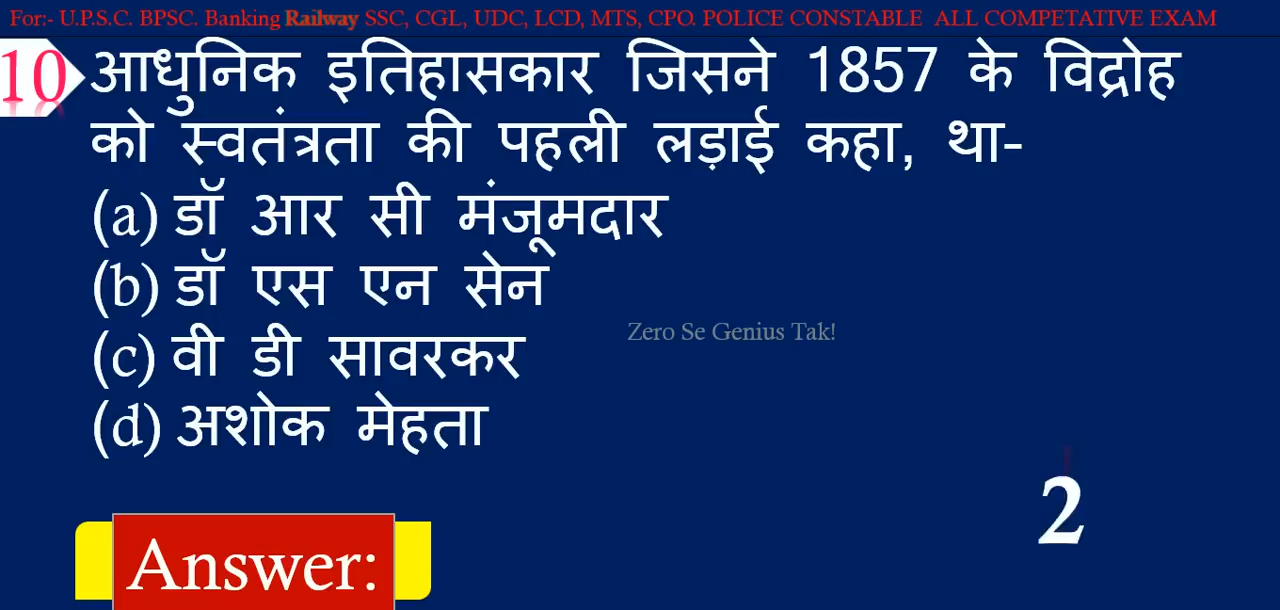 For:- U.P.S.C. BPSC. Banking Railway SSC, CGL, UDC, LCD, MTS, CPO. POLICE CONSTABLE ALL COMPETATIVE EXAM
10 आधुनिक इतिहासकार जिसने 1857 के विद्रोह
को स्वतंत्रता की पहली लड़ाई कहा, था-
(a) डॉ आर सी मंजूमदार
(b) डॉ एस एन सेन
Zero Se Genius Tak!
(c) वी डी सावरकर
(d) अशोक मेहता
2
Answer: